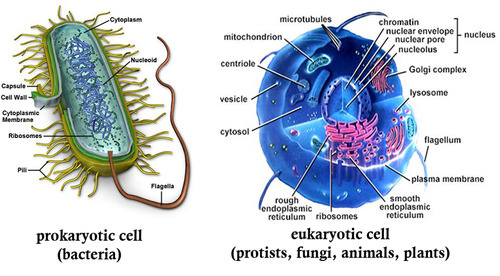 Cytoplasm
Nucleoid
Capsule
Cell Wall
Cytoplasmic
Membrane
Ribosomes
Pili
Flagella
prokaryotic cell
(bacteria)
microtubules
mitochondrion
centriole
vesicle
cytosol
chromatin
nuclear envelope
nuclear pore
nucleolus
nucleus
Golgi complex
lysosome
flagellum
plasma membrane
rough
endoplasmic
reticulum
ribosomes
smooth
endoplasmic
reticulum
eukaryotic cell
(protists, fungi, animals, plants)